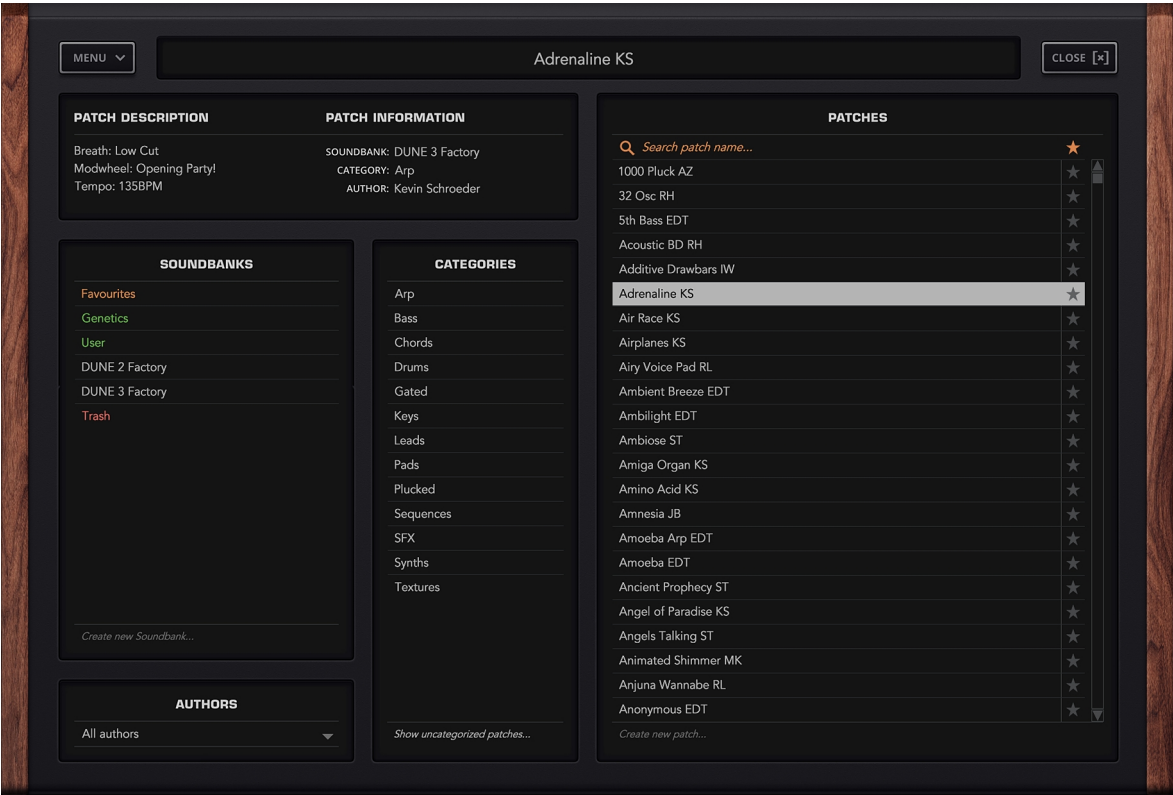 MENU
Adrenaline KS
CLOSE [×]
PATCH DESCRIPTION
Breath: Low Cut
Modwheel: Opening Party!
Tempo: 135BPM
PATCH INFORMATION
SOUNDBANK: DUNE 3 Factory
CATEGORY: Arp
AUTHOR: Kevin Schroeder
SOUNDBANKS
Favourites
Genetics
User
DUNE 2 Factory
DUNE 3 Factory
Trash
Create new Soundbank...
AUTHORS
All authors
CATEGORIES
Arp
Bass
Chords
Drums
Gated
Keys
Leads
Pads
Plucked
Sequences
SFX
Synths
Textures
Show uncategorized patches...
PATCHES
Search patch name...
1000 Pluck AZ
32 Osc RH
5th Bass EDT
Acoustic BD RH
Additive Drawbars IW
Adrenaline KS
Air Race KS
Airplanes KS
Airy Voice Pad RL
Ambient Breeze EDT
Ambilight EDT
Ambiose ST
Amiga Organ KS
Amino Acid KS
Amnesia JB
Amoeba Arp EDT
Amoeba EDT
Ancient Prophecy ST
Angel of Paradise KS
Angels Talking ST
Animated Shimmer MK
Anjuna Wannabe RL
Anonymous EDT
Create new patch...